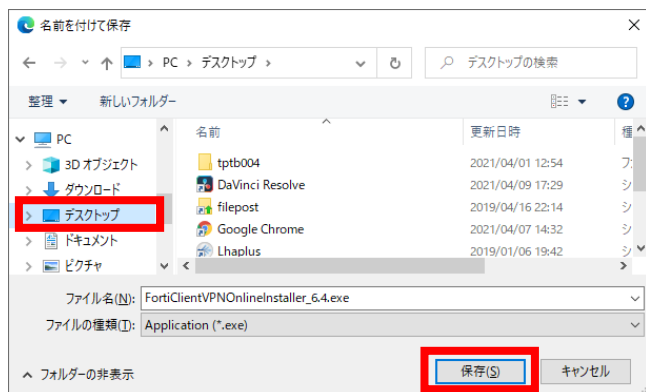 名前を付けて保存
PC › デスクトップ ›
デスクトップの検索
整理 ▼ 新しいフォルダー
PC
3D オブジェクト
ダウンロード
デスクトップ
ドキュメント
ピクチャ
名前 更新日時 種
tptb004 2021/04/01 12:54 フ
DaVinci Resolve 2021/04/09 17:29 シ
filepost 2019/04/16 22:14 シ
Google Chrome 2021/04/07 14:32 シ
Lhaplus 2019/01/06 19:42 シ
ファイル名(N): FortiClientVPNOnlineInstaller_6.4.exe
ファイルの種類(T): Application (*.exe)
フォルダーの非表示
保存(S) キャンセル